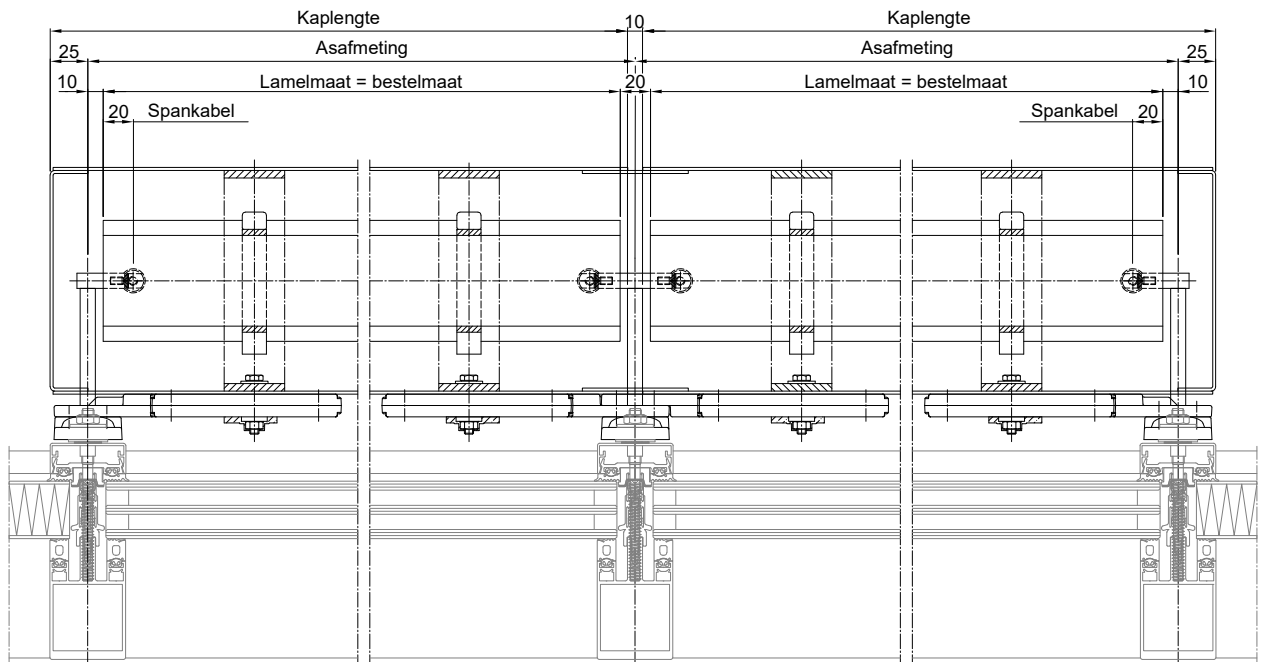 Kaplengte 10 Kaplengte
25 Asafmeting Asafmeting 25
10 Lamelmaat = bestelmaat 20 Lamelmaat = bestelmaat 10
20 Spankabel Spankabel 20